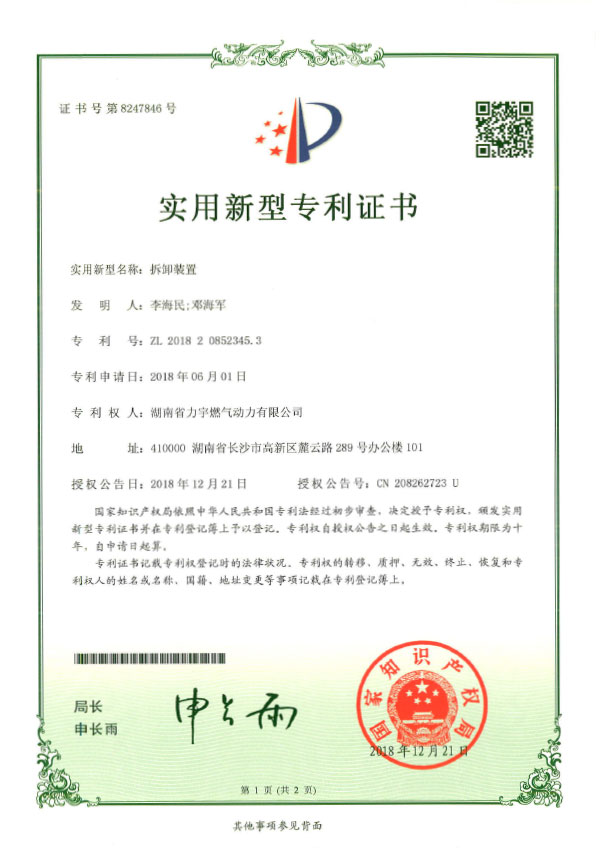 证书号第8247846号
实用新型专利证书
实用新型名称：拆卸装置
发 明 人：李海民;邓海军
专 利 号：ZL 2018 2 0852345.3
专利申请日：2018年06月01日
专 利 权 人：湖南省力宇燃气动力有限公司
地 址：410000 湖南省长沙市高新区麓云路289号办公楼101
授权公告日：2018年12月21日 授权公告号：CN 208262723 U
国家知识产权局依照中华人民共和国专利法经过初步审查，决定授予专利权，颁发实用
新型专利证书并在专利登记簿上予以登记。专利权自授权公告之日起生效。专利权期限为十
年，自申请日起算。
专利证书记载专利权登记时的法律状况。专利权的转移、质押、无效、终止、恢复和专
利权人的姓名或名称、国籍、地址变更等事项记载在专利登记簿上。
局长
申长雨
申长雨
国家知识产权局
2018年12月21日
第 1 页 (共 2 页)
其他事项参见背面